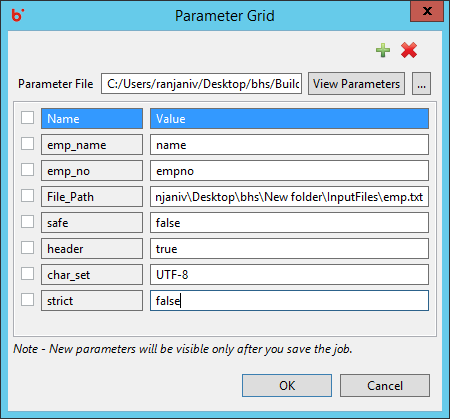 Parameter Grid
Parameter File C:/Users/ranjaniv/Desktop/bhs/Build View Parameters ...
Name Value
emp_name name
emp_no empno
File_Path njaniv\Desktop\bhs\New folder\InputFiles\emp.txt
safe false
header true
char_set UTF-8
strict false
Note - New parameters will be visible only after you save the job.
OK Cancel